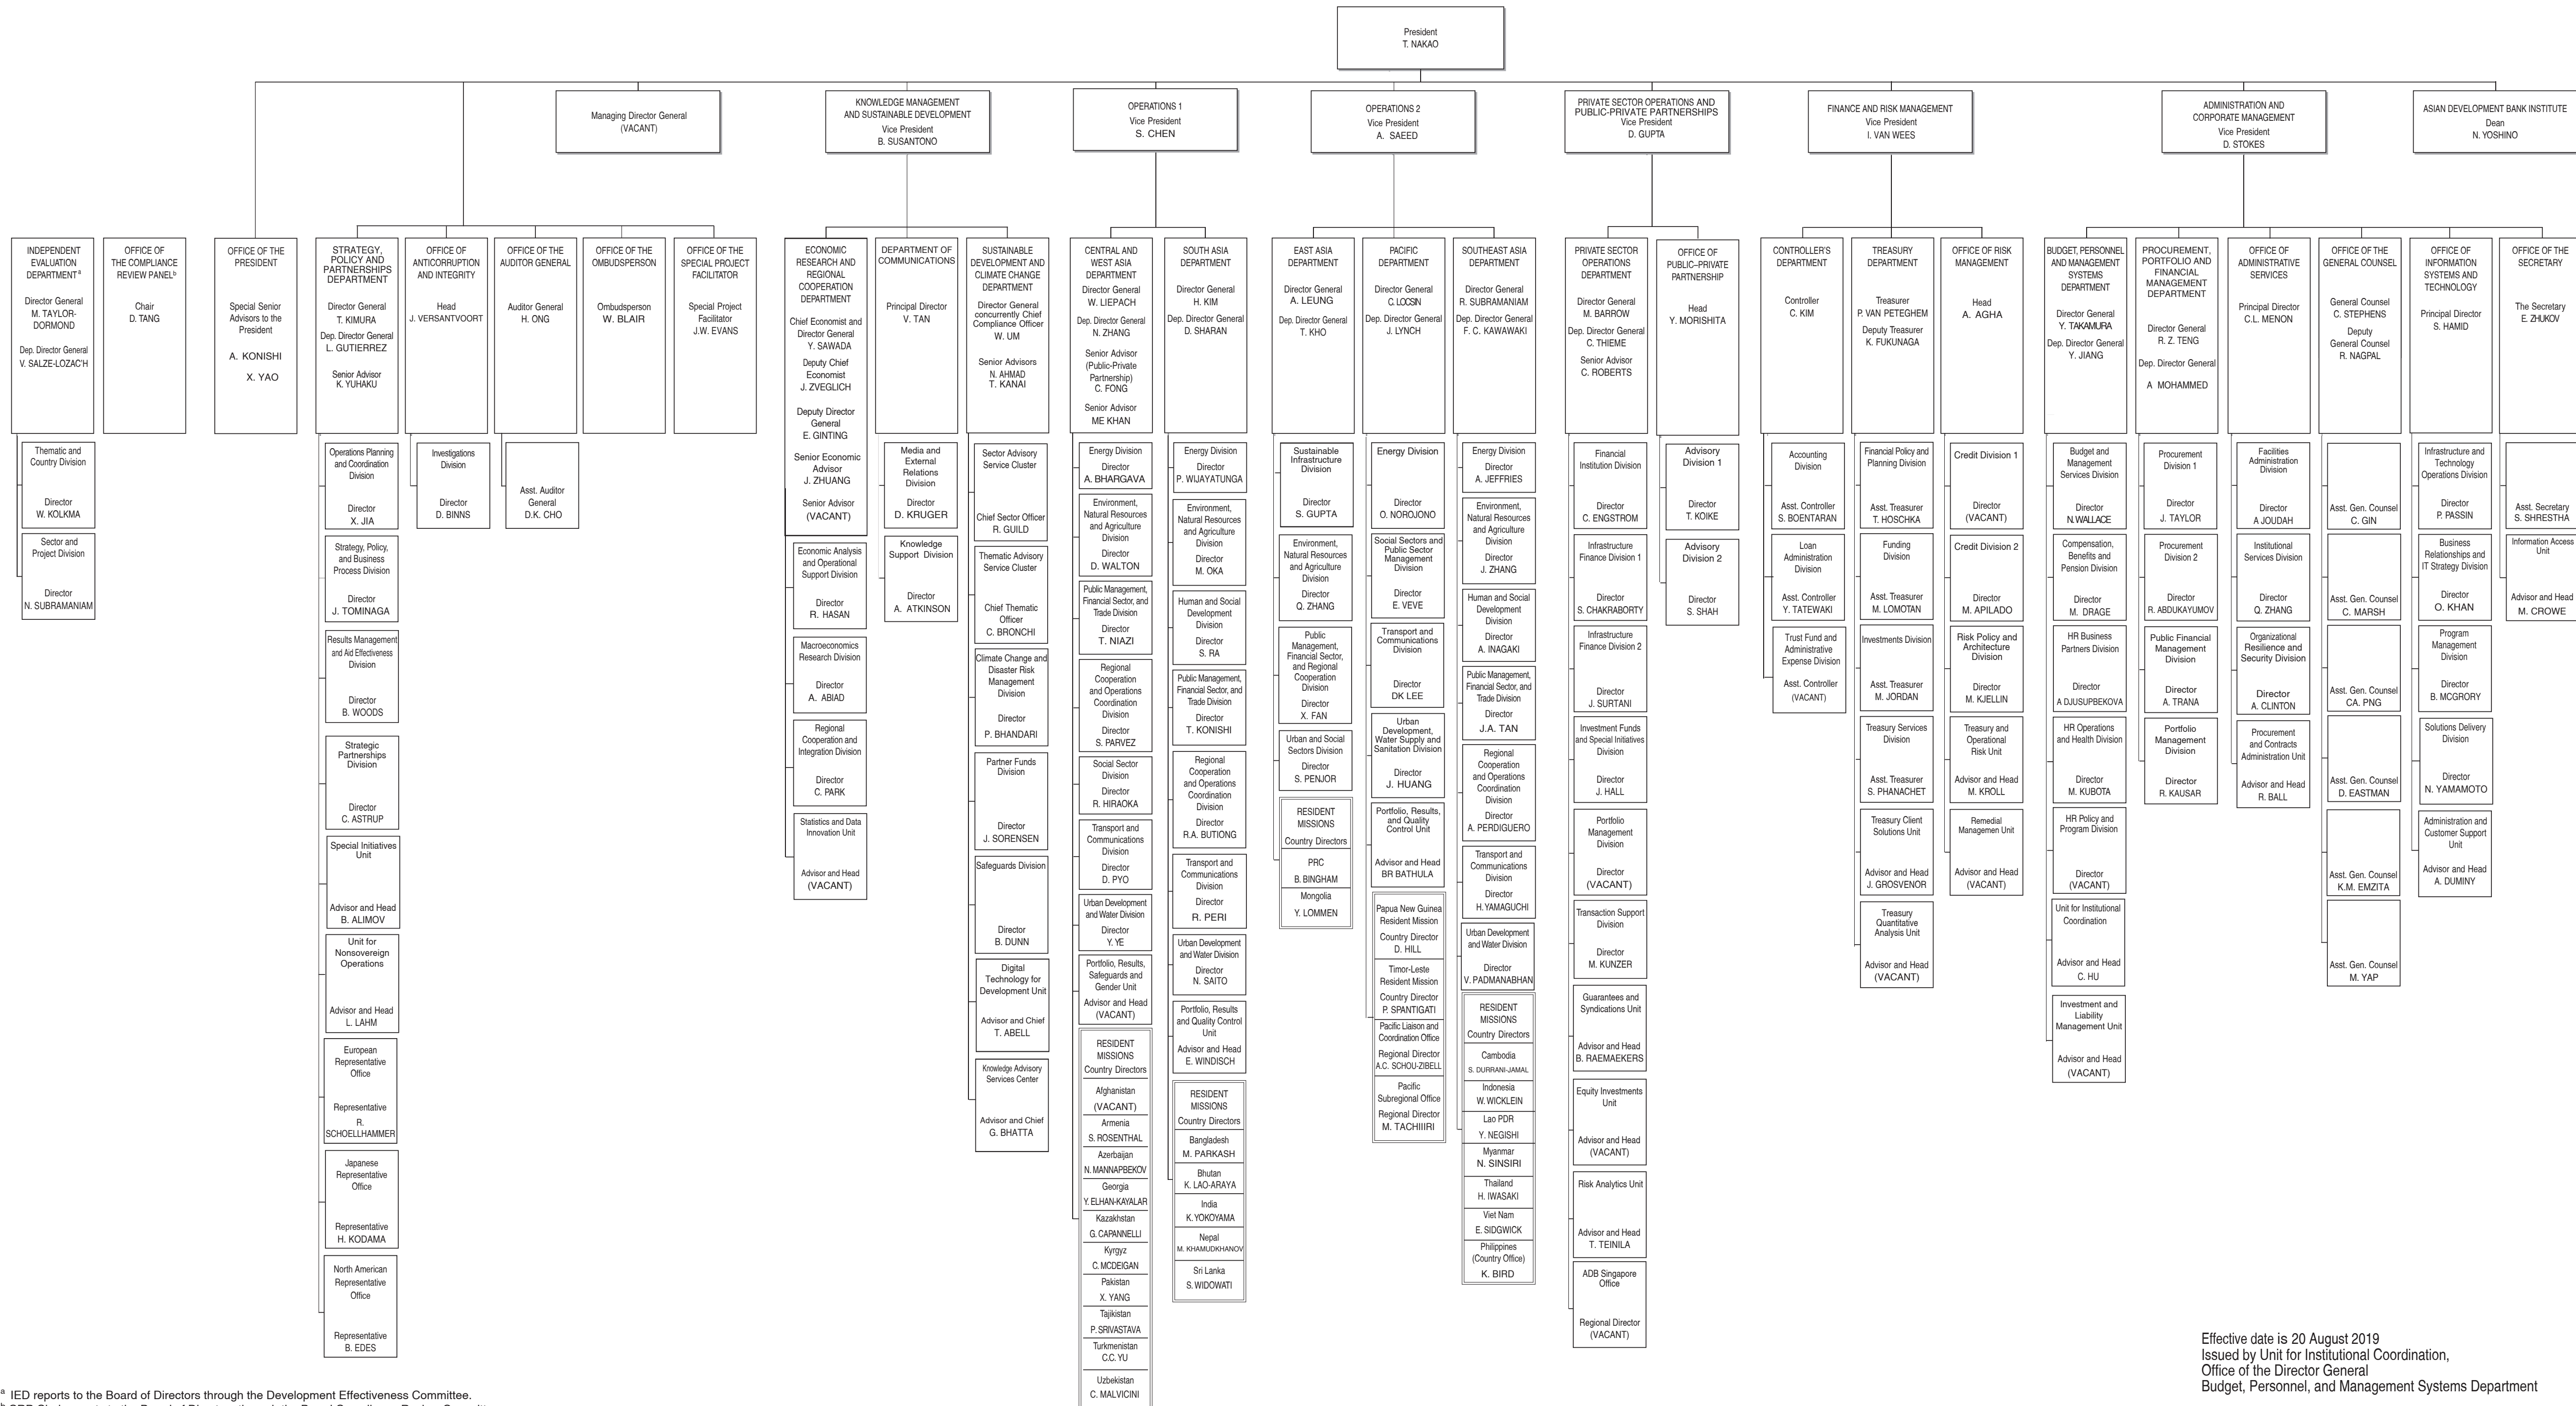 President
T. NAKAO
Managing Director General
(VACANT)
KNOWLEDGE MANAGEMENT
AND SUSTAINABLE DEVELOPMENT
Vice President
B. SUSANTONO
OPERATIONS 1
Vice President
S. CHEN
OPERATIONS 2
Vice President
A. SAEED
PRIVATE SECTOR OPERATIONS AND
PUBLIC-PRIVATE PARTNERSHIPS
Vice President
D. GUPTA
FINANCE AND RISK MANAGEMENT
Vice President
I. VAN WEES
ADMINISTRATION AND
CORPORATE MANAGEMENT
Vice President
D. STOKES
ASIAN DEVELOPMENT BANK INSTITUTE
Dean
N. YOSHINO
INDEPENDENT
EVALUATION
DEPARTMENT a
Director General
M. TAYLOR-
DORMOND
Dep. Director General
V. SALZE-LOZAC'H
Thematic and
Country Division
Director
W. KOLKMA
Sector and
Project Division
Director
N. SUBRAMANIAM
OFFICE OF
THE COMPLIANCE
REVIEW PANEL b
Chair
D. TANG
OFFICE OF THE
PRESIDENT
Special Senior
Advisors to the
President
A. KONISHI
X. YAO
STRATEGY,
POLICY AND
PARTNERSHIPS
DEPARTMENT
Director General
T. KIMURA
Dep. Director General
L. GUTIERREZ
Senior Advisor
K. YUHAKU
Operations Planning
and Coordination
Division
Director
X. JIA
Strategy, Policy,
and Business
Process Division
Director
J. TOMINAGA
Results Management
and Aid Effectiveness
Division
Director
B. WOODS
Strategic
Partnerships
Division
Director
C. ASTRUP
Special Initiatives
Unit
Advisor and Head
B. ALIMOV
Unit for
Nonsovereign
Operations
Advisor and Head
L. LAHM
European
Representative
Office
Representative
R.
SCHOELLHAMMER
Japanese
Representative
Office
Representative
H. KODAMA
North American
Representative
Office
Representative
B. EDES
OFFICE OF
ANTICORRUPTION
AND INTEGRITY
Head
J. VERSANTVOORT
Investigations
Division
Director
D. BINNS
OFFICE OF THE
AUDITOR GENERAL
Auditor General
H. ONG
Asst. Auditor
General
D.K. CHO
OFFICE OF THE
OMBUDSPERSON
Ombudsperson
W. BLAIR
OFFICE OF THE
SPECIAL PROJECT
FACILITATOR
Special Project
Facilitator
J.W. EVANS
ECONOMIC
RESEARCH AND
REGIONAL
COOPERATION
DEPARTMENT
Chief Economist and
Director General
Y. SAWADA
Deputy Chief
Economist
J. ZVEGLICH
Deputy Director
General
E. GINTING
Senior Economic
Advisor
J. ZHUANG
Senior Advisor
(VACANT)
Economic Analysis
and Operational
Support Division
Director
R. HASAN
Macroeconomics
Research Division
Director
A. ABIAD
Regional
Cooperation and
Integration Division
Director
C. PARK
Statistics and Data
Innovation Unit
Advisor and Head
(VACANT)
DEPARTMENT OF
COMMUNICATIONS
Principal Director
V. TAN
Media and
External
Relations
Division
Director
D. KRUGER
Knowledge
Support Division
Director
A. ATKINSON
SUSTAINABLE
DEVELOPMENT AND
CLIMATE CHANGE
DEPARTMENT
Director General
concurrently Chief
Compliance Officer
W. UM
Senior Advisors
N. AHMAD
T. KANAI
Sector Advisory
Service Cluster
Chief Sector Officer
R. GUILD
Thematic Advisory
Service Cluster
Chief Thematic
Officer
C. BRONCHI
Climate Change and
Disaster Risk
Management
Division
Director
P. BHANDARI
Partner Funds
Division
Director
J. SORENSEN
Safeguards Division
Director
B. DUNN
Digital
Technology for
Development Unit
Advisor and Chief
T. ABELL
Knowledge Advisory
Services Center
Advisor and Chief
G. BHATTA
CENTRAL AND
WEST ASIA
DEPARTMENT
Director General
W. LIEPACH
Dep. Director General
N. ZHANG
Senior Advisor
(Public-Private
Partnership)
C. FONG
Senior Advisor
ME KHAN
Energy Division
Director
A. BHARGAVA
Environment,
Natural Resources
and Agriculture
Division
Director
D. WALTON
Public Management,
Financial Sector, and
Trade Division
Director
T. NIAZI
Regional
Cooperation
and Operations
Coordination
Division
Director
S. PARVEZ
Social Sector
Division
Director
R. HIRAOKA
Transport and
Communications
Division
Director
D. PYO
Urban Development
and Water Division
Director
Y. YE
Portfolio, Results,
Safeguards and
Gender Unit
Advisor and Head
(VACANT)
RESIDENT
MISSIONS
Country Directors
Afghanistan
(VACANT)
Armenia
S. ROSENTHAL
Azerbaijan
N. MANNAPBEKOV
Georgia
Y. ELHAN-KAYALAR
Kazakhstan
G. CAPANNELLI
Kyrgyz
C. MCDEIGAN
Pakistan
X. YANG
Tajikistan
P. SRIVASTAVA
Turkmenistan
C.C. YU
Uzbekistan
C. MALVICINI
SOUTH ASIA
DEPARTMENT
Director General
H. KIM
Dep. Director General
D. SHARAN
Energy Division
Director
P. WIJAYATUNGA
Environment,
Natural Resources
and Agriculture
Division
Director
M. OKA
Human and Social
Development
Division
Director
S. RA
Public Management,
Financial Sector, and
Trade Division
Director
T. KONISHI
Regional
Cooperation
and Operations
Coordination
Division
Director
R.A. BUTIONG
Transport and
Communications
Division
Director
R. PERI
Urban Development
and Water Division
Director
N. SAITO
Portfolio, Results
and Quality Control
Unit
Advisor and Head
E. WINDISCH
RESIDENT
MISSIONS
Country Directors
Bangladesh
M. PARKASH
Bhutan
K. LAO-ARAYA
India
K. YOKOYAMA
Nepal
M. KHAMUDKHANOV
Sri Lanka
S. WIDOWATI
EAST ASIA
DEPARTMENT
Director General
A. LEUNG
Dep. Director General
T. KHO
Sustainable
Infrastructure
Division
Director
S. GUPTA
Environment,
Natural Resources
and Agriculture
Division
Director
Q. ZHANG
Public
Management,
Financial Sector,
and Regional
Cooperation
Division
Director
X. FAN
Urban and Social
Sectors Division
Director
S. PENJOR
RESIDENT
MISSIONS
Country Directors
PRC
B. BINGHAM
Mongolia
Y. LOMMEN
PACIFIC
DEPARTMENT
Director General
C. LOCSIN
Dep. Director General
J. LYNCH
Energy Division
Director
O. NOROJONO
Social Sectors and
Public Sector
Management
Division
Director
E. VEVE
Transport and
Communications
Division
Director
DK LEE
Urban
Development,
Water Supply and
Sanitation Division
Director
J. HUANG
Portfolio, Results,
and Quality
Control Unit
Advisor and Head
BR BATHULA
Papua New Guinea
Resident Mission
Country Director
D. HILL
Timor-Leste
Resident Mission
Country Director
P. SPANTIGATI
Pacific Liaison and
Coordination Office
Regional Director
A.C. SCHOU-ZIBELL
Pacific
Subregional Office
Regional Director
M. TACHIIIRI
SOUTHEAST ASIA
DEPARTMENT
Director General
R. SUBRAMANIAM
Dep. Director General
F. C. KAWAWAKI
Energy Division
Director
A. JEFFRIES
Environment,
Natural Resources
and Agriculture
Division
Director
J. ZHANG
Human and Social
Development
Division
Director
A. INAGAKI
Public Management,
Financial Sector, and
Trade Division
Director
J.A. TAN
Regional
Cooperation
and Operations
Coordination
Division
Director
A. PERDIGUERO
Transport and
Communications
Division
Director
H. YAMAGUCHI
Urban Development
and Water Division
Director
V. PADMANABHAN
RESIDENT
MISSIONS
Country Directors
Cambodia
S. DURRANI-JAMAL
Indonesia
W. WICKLEIN
Lao PDR
Y. NEGISHI
Myanmar
N. SINSIRI
Thailand
H. IWASAKI
Viet Nam
E. SIDGWICK
Philippines
(Country Office)
K. BIRD
PRIVATE SECTOR
OPERATIONS
DEPARTMENT
Director General
M. BARROW
Dep. Director General
C. THIEME
Senior Advisor
C. ROBERTS
Financial
Institution Division
Director
C. ENGSTROM
Infrastructure
Finance Division 1
Director
S. CHAKRABORTY
Infrastructure
Finance Division 2
Director
J. SURTANI
Investment Funds
and Special Initiatives
Division
Director
J. HALL
Portfolio
Management
Division
Director
(VACANT)
Transaction Support
Division
Director
M. KUNZER
Guarantees and
Syndications Unit
Advisor and Head
B. RAEMAEKERS
Equity Investments
Unit
Advisor and Head
(VACANT)
Risk Analytics Unit
Advisor and Head
T. TEINILA
ADB Singapore
Office
Regional Director
(VACANT)
OFFICE OF
PUBLIC–PRIVATE
PARTNERSHIP
Head
Y. MORISHITA
Advisory
Division 1
Director
T. KOIKE
Advisory
Division 2
Director
S. SHAH
CONTROLLER'S
DEPARTMENT
Controller
C. KIM
Accounting
Division
Asst. Controller
S. BOENTARAN
Loan
Administration
Division
Asst. Controller
Y. TATEWAKI
Trust Fund and
Administrative
Expense Division
Asst. Controller
(VACANT)
TREASURY
DEPARTMENT
Treasurer
P. VAN PETEGHEM
Deputy Treasurer
K. FUKUNAGA
Financial Policy and
Planning Division
Asst. Treasurer
T. HOSCHKA
Funding
Division
Asst. Treasurer
M. LOMOTAN
Investments Division
Asst. Treasurer
M. JORDAN
Treasury Services
Division
Asst. Treasurer
S. PHANACHET
Treasury Client
Solutions Unit
Advisor and Head
J. GROSVENOR
Treasury
Quantitative
Analysis Unit
Advisor and Head
(VACANT)
OFFICE OF RISK
MANAGEMENT
Head
A. AGHA
Credit Division 1
Director
(VACANT)
Credit Division 2
Director
M. APILADO
Risk Policy and
Architecture
Division
Director
M. KJELLIN
Treasury and
Operational
Risk Unit
Advisor and Head
M. KROLL
Remedial
Managemen Unit
Advisor and Head
(VACANT)
BUDGET, PERSONNEL
AND MANAGEMENT
SYSTEMS
DEPARTMENT
Director General
Y. TAKAMURA
Dep. Director General
Y. JIANG
Budget and
Management
Services Division
Director
N. WALLACE
Compensation,
Benefits and
Pension Division
Director
M. DRAGE
HR Business
Partners Division
Director
A DJUSUPBEKOVA
HR Operations
and Health Division
Director
M. KUBOTA
HR Policy and
Program Division
Director
(VACANT)
Unit for Institutional
Coordination
Advisor and Head
C. HU
Investment and
Liability
Management Unit
Advisor and Head
(VACANT)
PROCUREMENT,
PORTFOLIO AND
FINANCIAL
MANAGEMENT
DEPARTMENT
Director General
R. Z. TENG
Dep. Director General
A MOHAMMED
Procurement
Division 1
Director
J. TAYLOR
Procurement
Division 2
Director
R. ABDUKAYUMOV
Public Financial
Management
Division
Director
A. TRANA
Portfolio
Management
Division
Director
R. KAUSAR
OFFICE OF
ADMINISTRATIVE
SERVICES
Principal Director
C.L. MENON
Facilities
Administration
Division
Director
A JOUDAH
Institutional
Services Division
Director
Q. ZHANG
Organizational
Resilience and
Security Division
Director
A. CLINTON
Procurement
and Contracts
Administration Unit
Advisor and Head
R. BALL
OFFICE OF THE
GENERAL COUNSEL
General Counsel
C. STEPHENS
Deputy
General Counsel
R. NAGPAL
Asst. Gen. Counsel
C. GIN
Asst. Gen. Counsel
C. MARSH
Asst. Gen. Counsel
CA. PNG
Asst. Gen. Counsel
D. EASTMAN
Asst. Gen. Counsel
K.M. EMZITA
Asst. Gen. Counsel
M. YAP
OFFICE OF
INFORMATION
SYSTEMS AND
TECHNOLOGY
Principal Director
S. HAMID
Infrastructure and
Technology
Operations Division
Director
P. PASSIN
Business
Relationships and
IT Strategy Division
Director
O. KHAN
Program
Management
Division
Director
B. MCGRORY
Solutions Delivery
Division
Director
N. YAMAMOTO
Administration and
Customer Support
Unit
Advisor and Head
A. DUMINY
OFFICE OF THE
SECRETARY
The Secretary
E. ZHUKOV
Asst. Secretary
S. SHRESTHA
Information Access
Unit
Advisor and Head
M. CROWE
Effective date is 20 August 2019
Issued by Unit for Institutional Coordination,
Office of the Director General
Budget, Personnel, and Management Systems Department
a IED reports to the Board of Directors through the Development Effectiveness Committee.